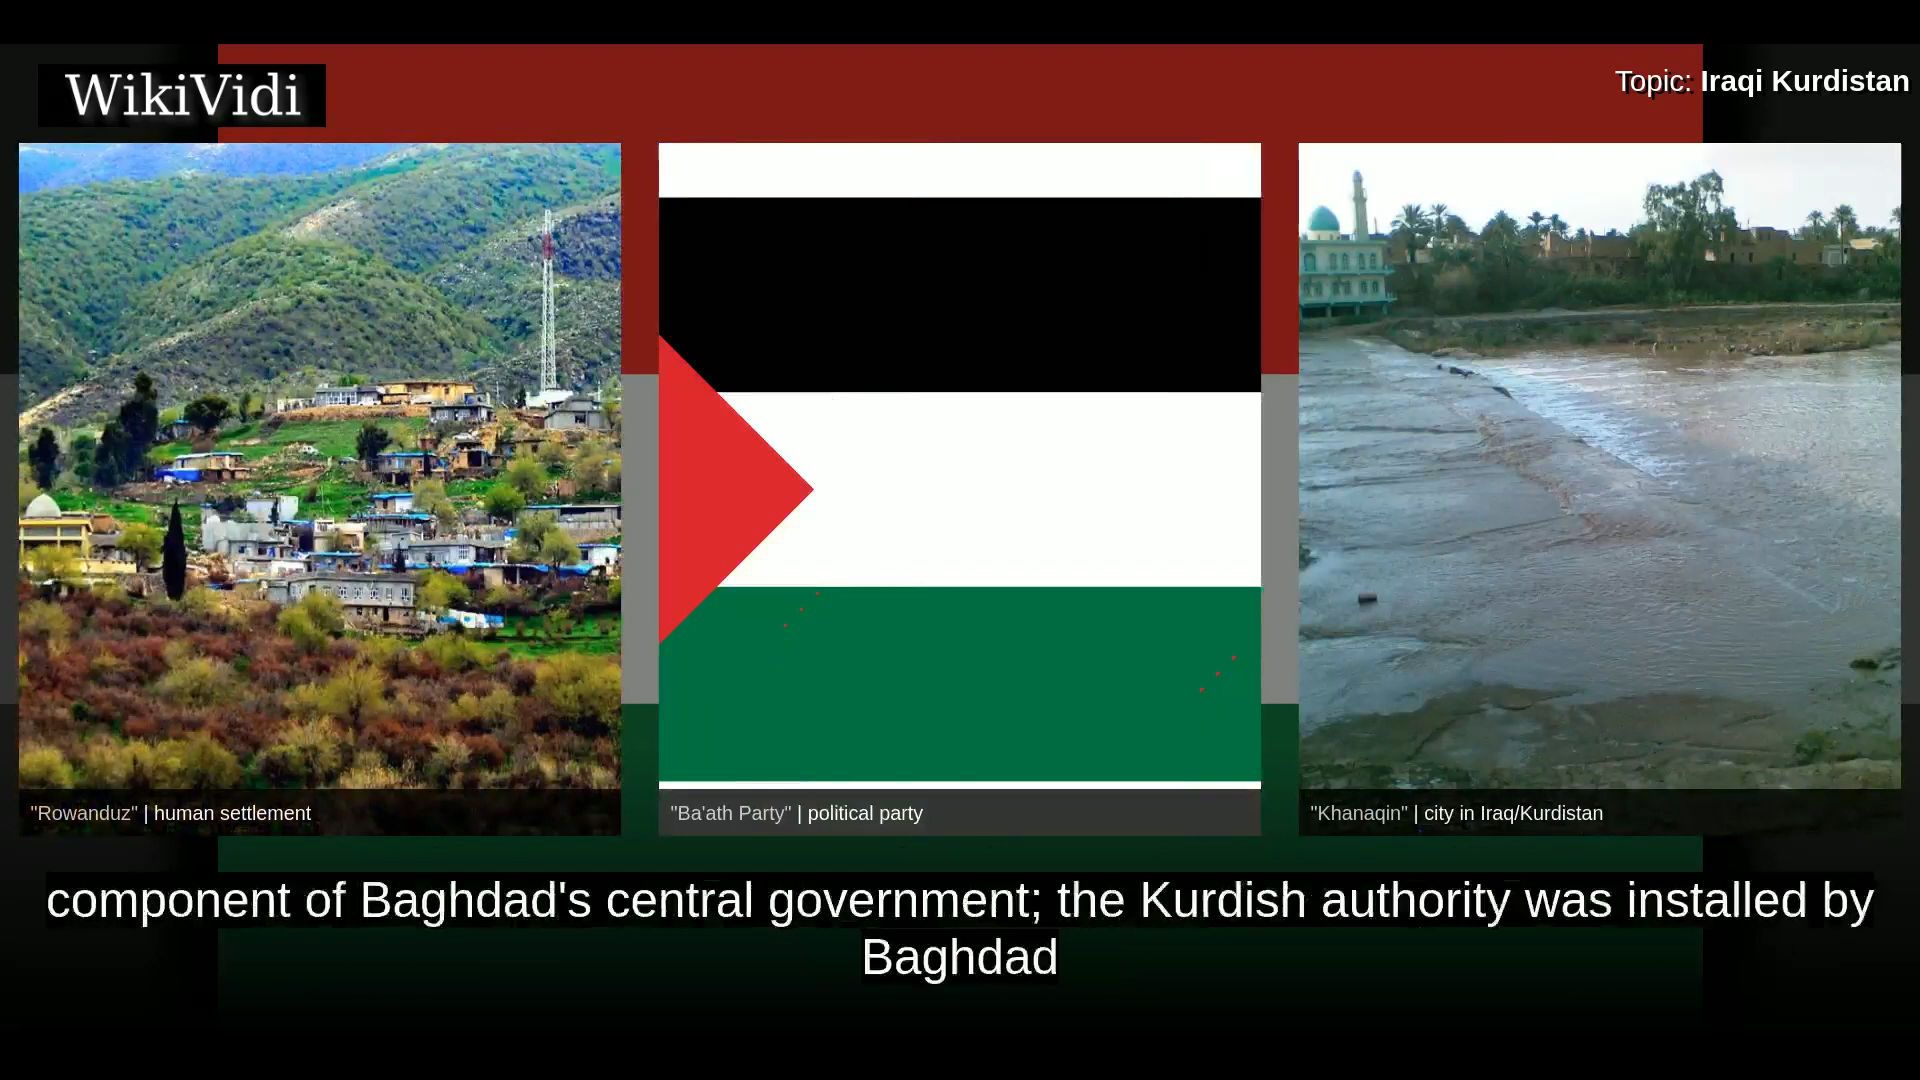 WikiVidi
Topic: Iraqi Kurdistan
"Rowanduz" | human settlement
"Ba'ath Party" | political party
"Khanaqin" | city in Iraq/Kurdistan
component of Baghdad's central government; the Kurdish authority was installed by
Baghdad